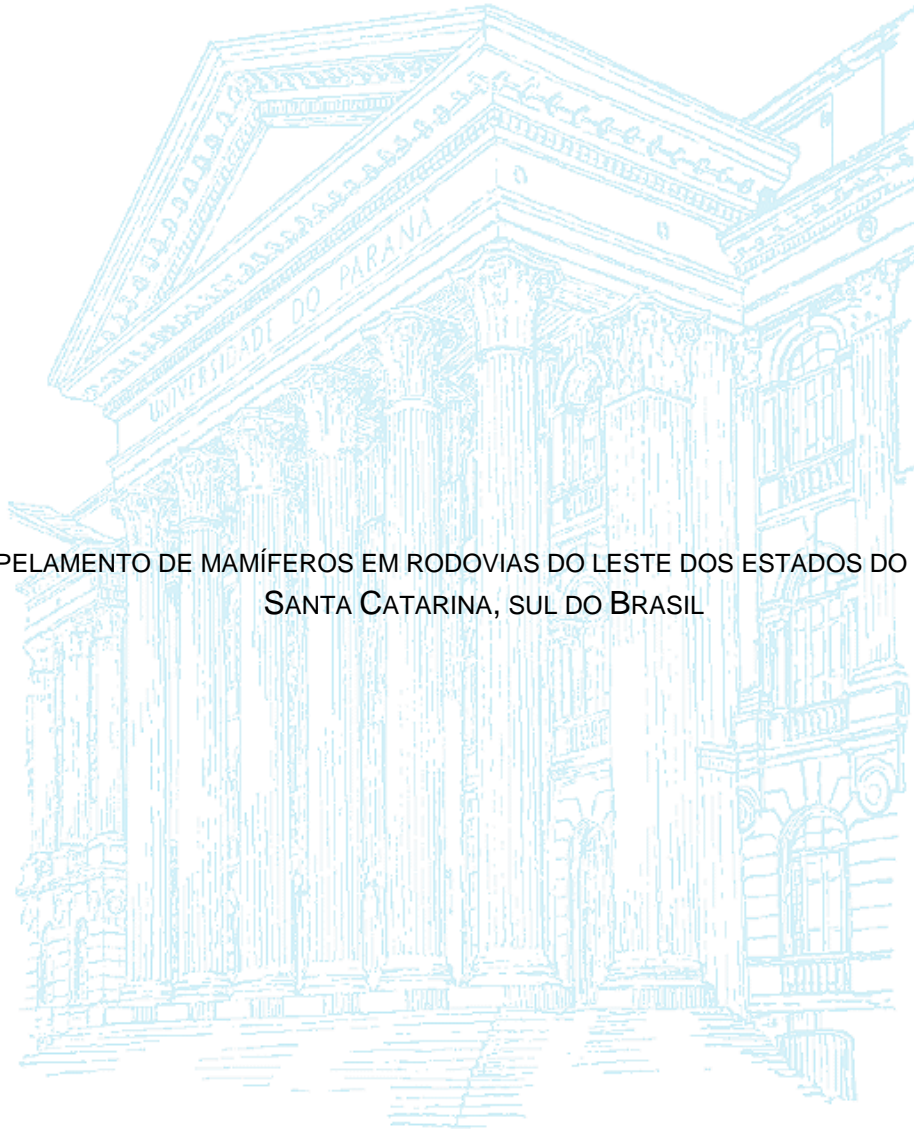 UNIVERSIDADE DO PARANÁ
PELAMENTO DE MAMÍFEROS EM RODOVIAS DO LESTE DOS ESTADOS DO
SANTA CATARINA, SUL DO BRASIL